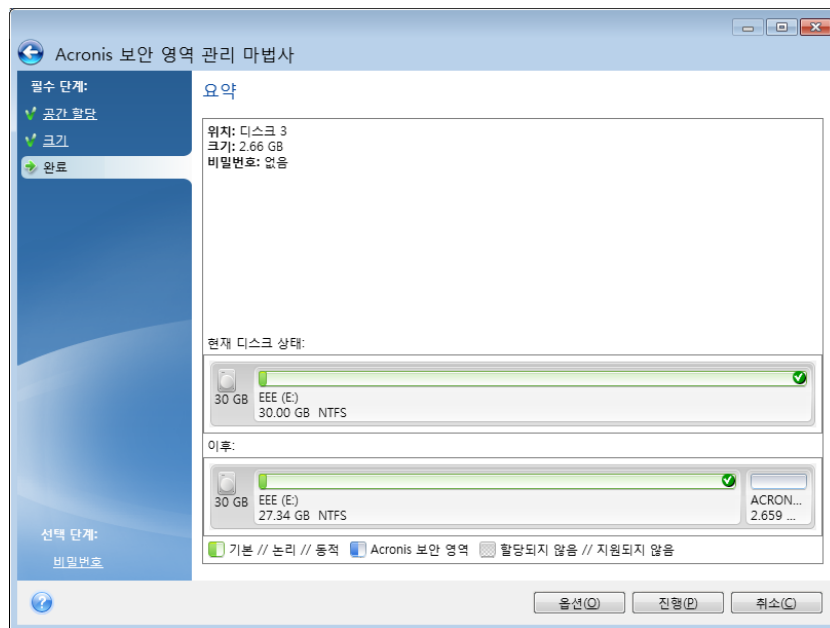 Acronis 보안 영역 관리 마법사
필수 단계:
공간 할당
크기
완료
선택 단계:
비밀번호
요약
위치: 디스크 3
크기: 2.66 GB
비밀번호: 없음
현재 디스크 상태:
30 GB
EEE (E:)
30.00 GB NTFS
이후:
30 GB
EEE (E:)
27.34 GB NTFS
ACRON...
2.659 ...
기본 // 논리 // 동적 Acronis 보안 영역 할당되지 않음 // 지원되지 않음
옵션(O) 진행(P) 취소(C)